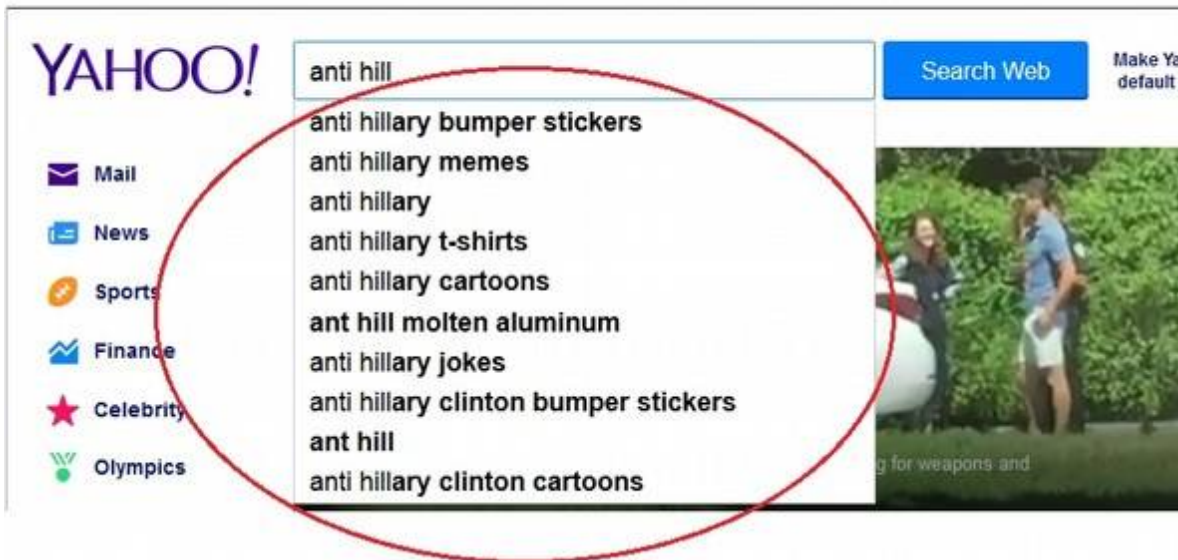 YAHOO!
anti hill
Search Web
Make Ya
default
anti hillary bumper stickers
anti hillary memes
anti hillary
anti hillary t-shirts
anti hillary cartoons
ant hill molten aluminum
anti hillary jokes
anti hillary clinton bumper stickers
ant hill
anti hillary clinton cartoons
Mail
News
Sports
Finance
Celebrity
Olympics
for weapons and